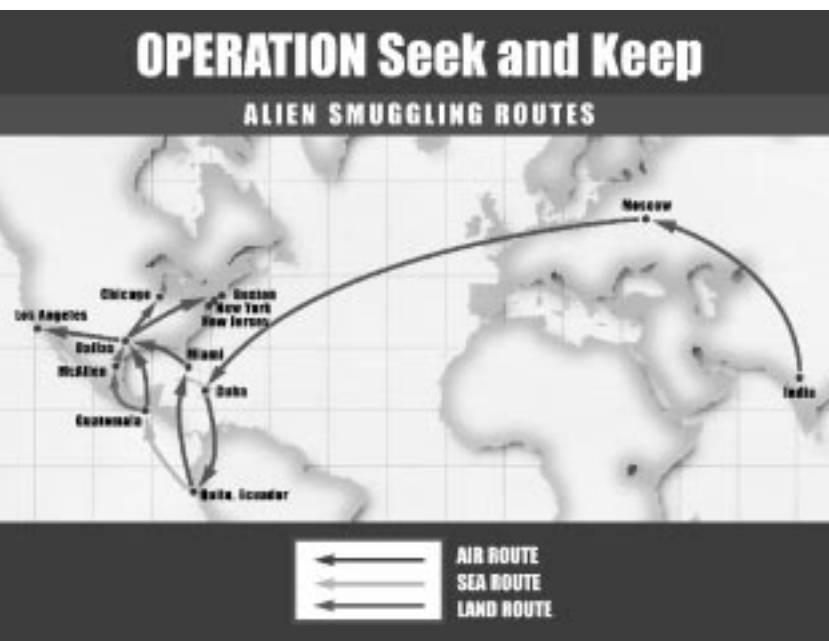 OPERATION Seek and Keep
ALIEN SMUGGLING ROUTES
Moscow
Chicago
Boston
New York
New Jersey
Los Angeles
Dallas
Miami
McAllen
Cuba
India
Guatemala
Quito, Ecuador
AIR ROUTE
SEA ROUTE
LAND ROUTE